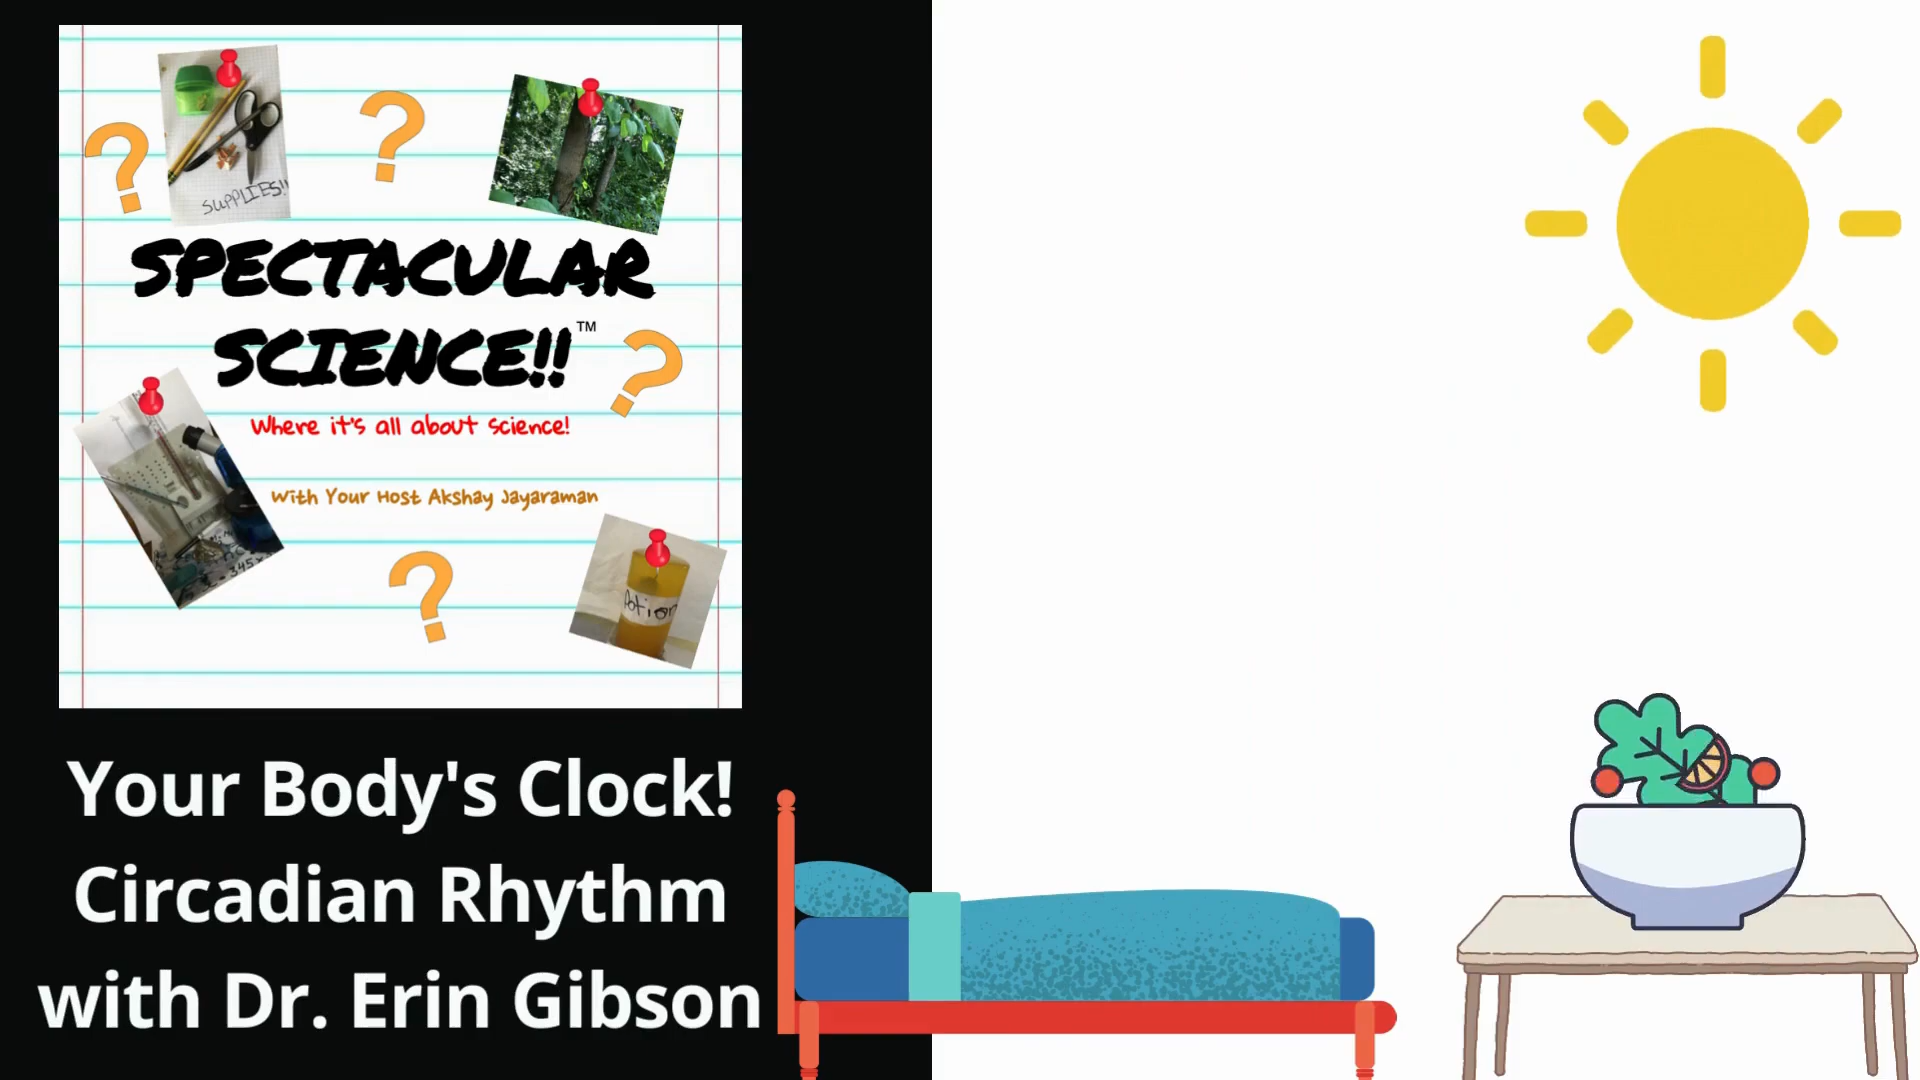 SUPPLIES!!
SPECTACULAR
SCIENCE!!™
Where it's all about science!
With Your Host Akshay Jayaraman
Potion
Your Body's Clock!
Circadian Rhythm
with Dr. Erin Gibson